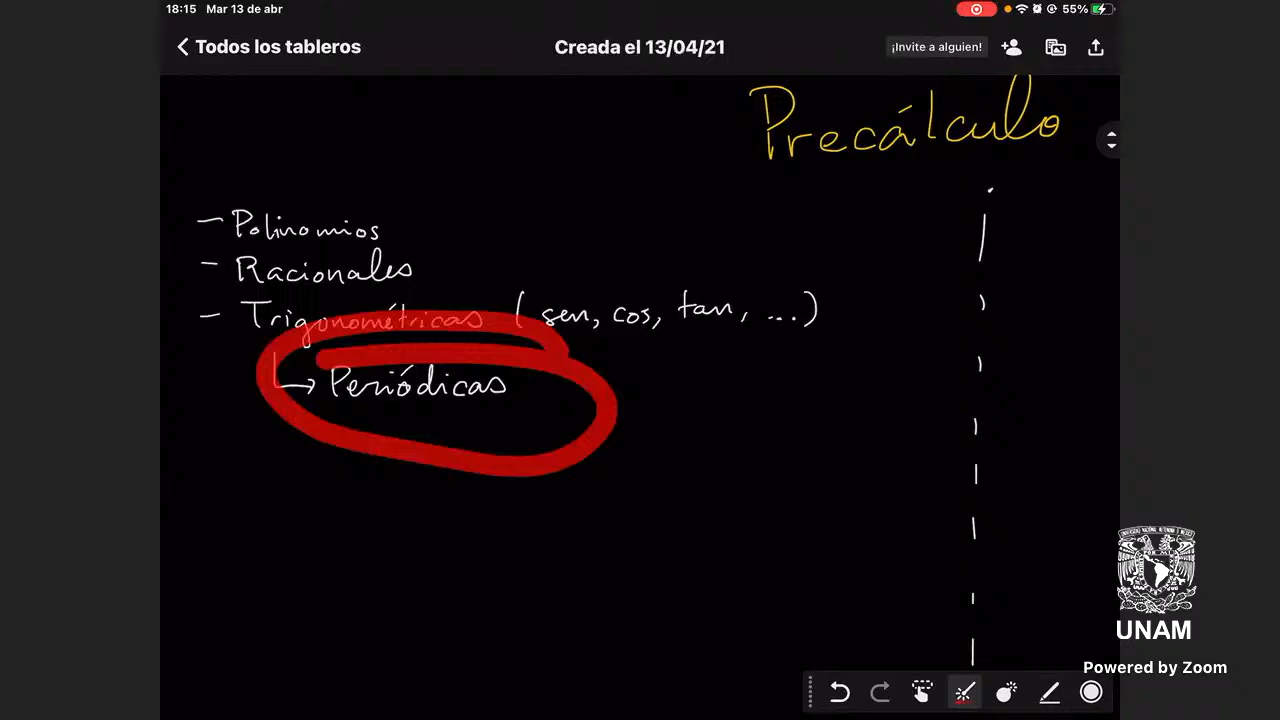 18:15 Mar 13 de abr 55%
Todos los tableros Creada el 13/04/21 ¡Invite a alguien!
Precálculo
- Polinomios
- Racionales
- Trigonométricas (sen, cos, tan, ...)
↳ Periódicas
UNAM
Powered by Zoom